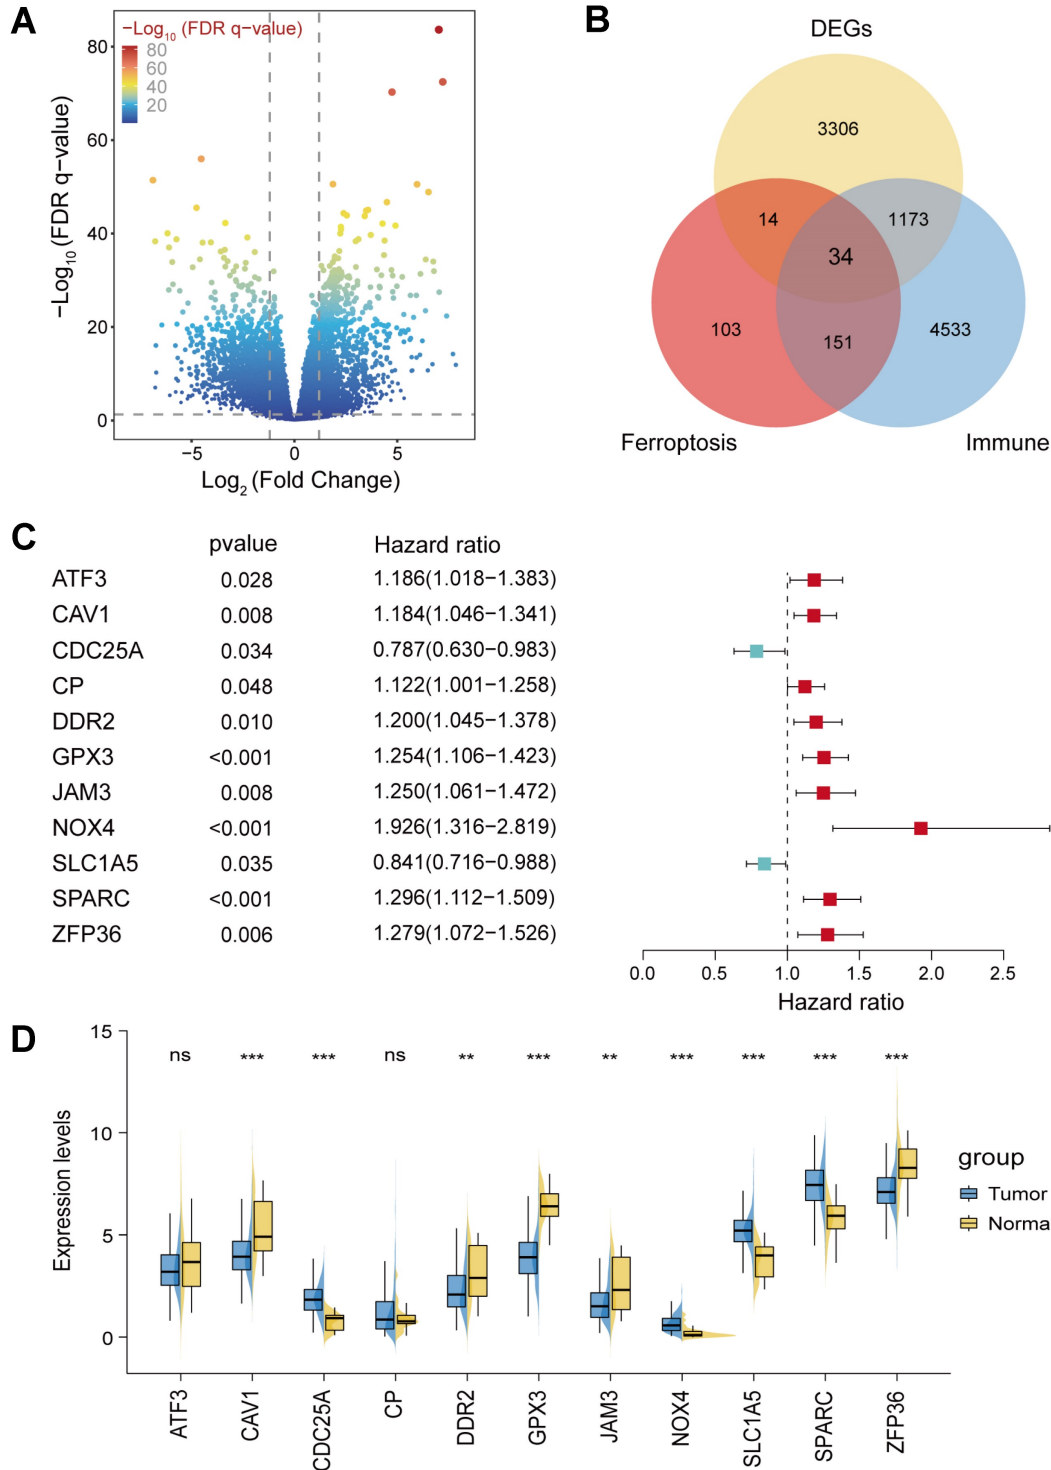 A
−Log10 (FDR q−value)
80
60
40
20
80
60
40
20
0
−Log10 (FDR q−value)
−5 0 5
Log2 (Fold Change)
B
DEGs
3306
14 1173
34
103 151 4533
Ferroptosis Immune
C
pvalue Hazard ratio
ATF3 0.028 1.186(1.018−1.383)
CAV1 0.008 1.184(1.046−1.341)
CDC25A 0.034 0.787(0.630−0.983)
CP 0.048 1.122(1.001−1.258)
DDR2 0.010 1.200(1.045−1.378)
GPX3 <0.001 1.254(1.106−1.423)
JAM3 0.008 1.250(1.061−1.472)
NOX4 <0.001 1.926(1.316−2.819)
SLC1A5 0.035 0.841(0.716−0.988)
SPARC <0.001 1.296(1.112−1.509)
ZFP36 0.006 1.279(1.072−1.526)
0.0 0.5 1.0 1.5 2.0 2.5
Hazard ratio
D
Expression levels
15
10
5
0
ns *** *** ns ** *** ** *** *** *** ***
ATF3 CAV1 CDC25A CP DDR2 GPX3 JAM3 NOX4 SLC1A5 SPARC ZFP36
group
Tumor
Norma